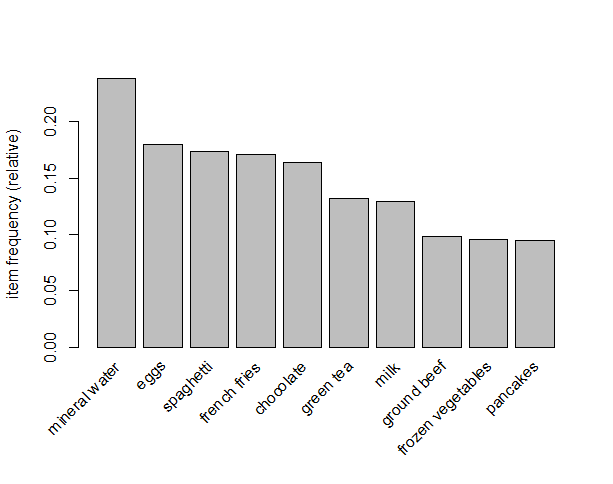 item frequency (relative)
0.20
0.15
0.10
0.05
0.00
mineral water
eggs
spaghetti
french fries
chocolate
green tea
milk
ground beef
frozen vegetables
pancakes